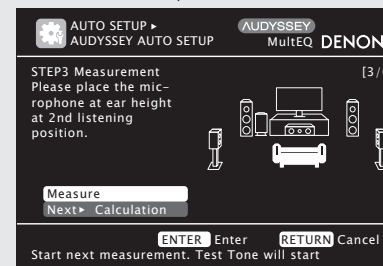 AUTO SETUP ▸
AUDYSSEY AUTO SETUP
AUDYSSEY
MultEQ DENON
STEP3 Measurement
Please place the mic–
rophone at ear height
at 2nd listening
position.
[3/
Measure
Next▸ Calculation
ENTER Enter RETURN Cancel
Start next measurement. Test Tone will start